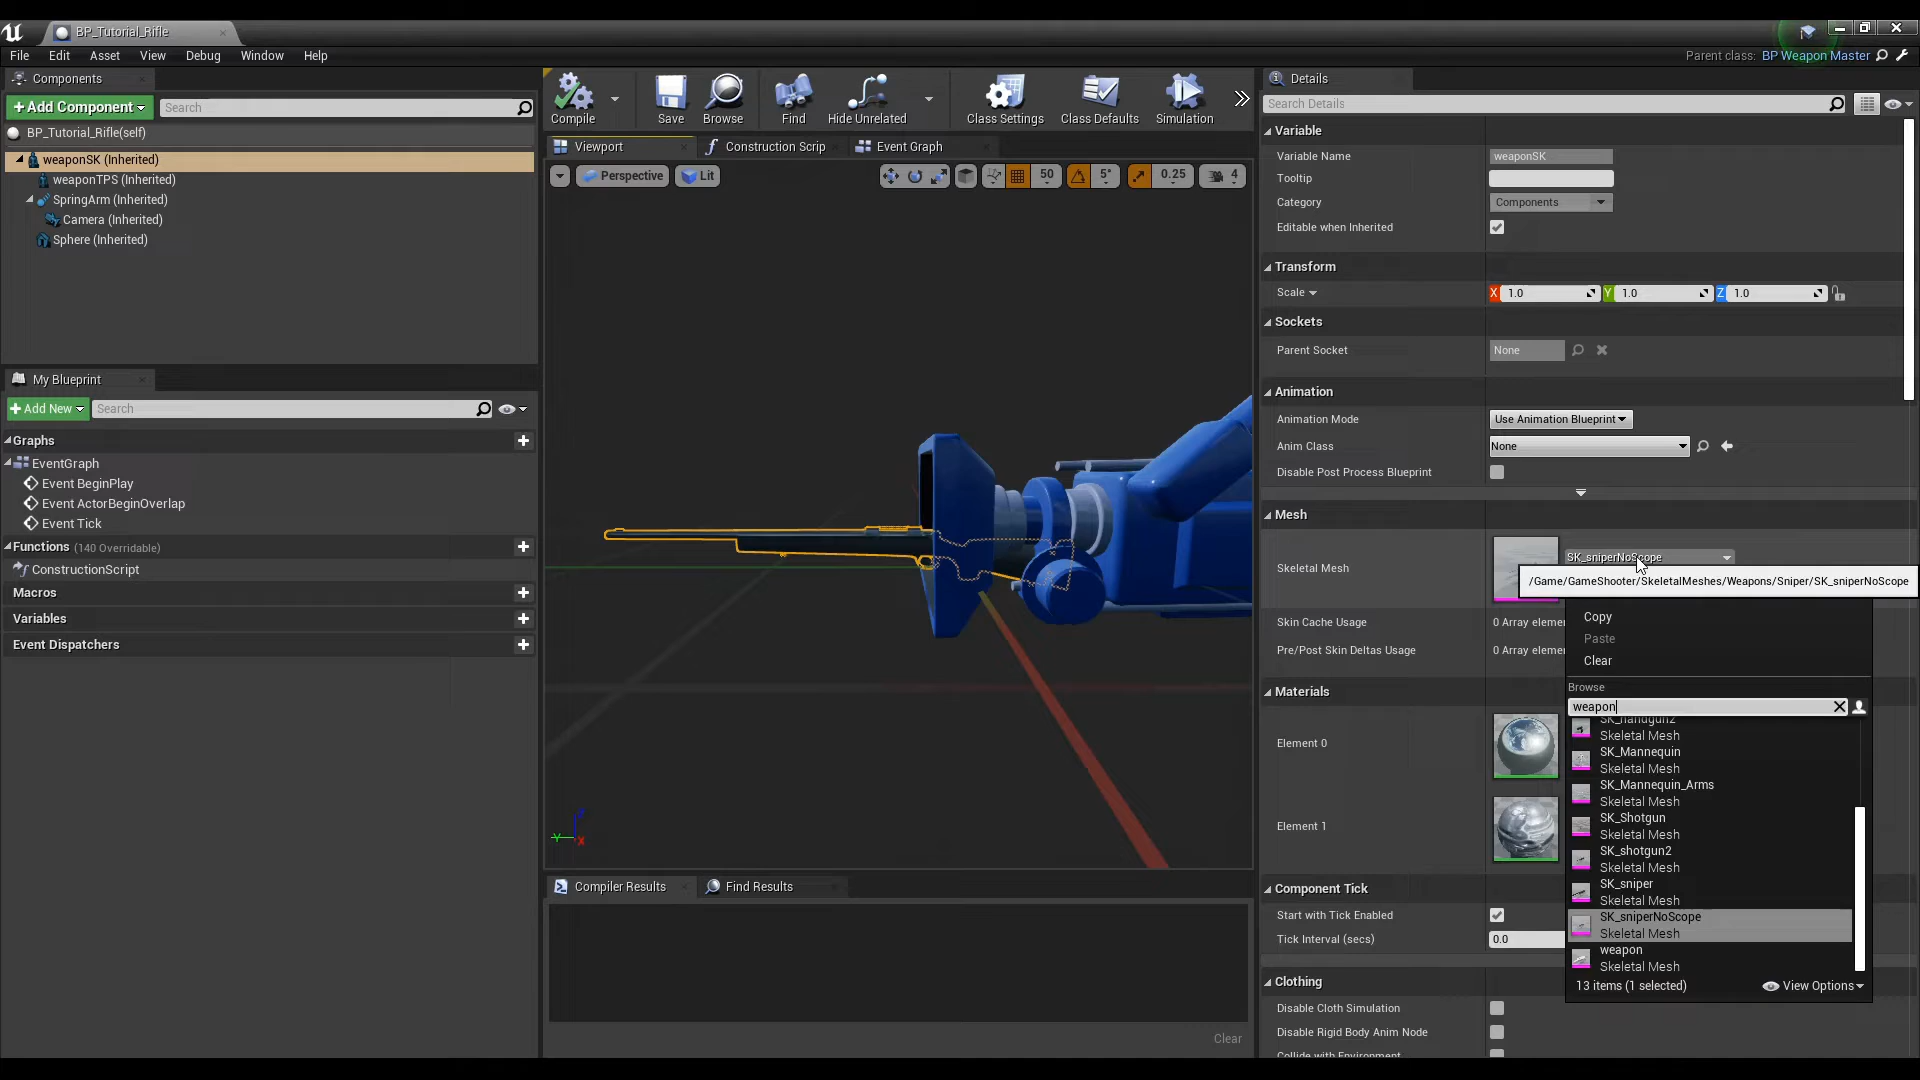 BP_Tutorial_Rifle
File Edit Asset View Debug Window Help
Parent class: BP Weapon Master
Components
+ Add Component
Search
BP_Tutorial_Rifle(self)
weaponSK (Inherited)
weaponTPS (Inherited)
SpringArm (Inherited)
Camera (Inherited)
Sphere (Inherited)
My Blueprint
+ Add New
Search
Graphs
EventGraph
Event BeginPlay
Event ActorBeginOverlap
Event Tick
Functions (140 Overridable)
ConstructionScript
Macros
Variables
Event Dispatchers
Compile Save Browse Find Hide Unrelated Class Settings Class Defaults Simulation
Viewport Construction Scrip Event Graph
Perspective Lit 50 5° 0.25 4
Z
Y
X
Compiler Results Find Results
Clear
Details
Search Details
Variable
Variable Name weaponSK
Tooltip
Category Components
Editable when Inherited
Transform
Scale X 1.0 Y 1.0 Z 1.0
Sockets
Parent Socket None
Animation
Animation Mode Use Animation Blueprint
Anim Class None
Disable Post Process Blueprint
Mesh
Skeletal Mesh SK_sniperNoScope
/Game/GameShooter/SkeletalMeshes/Weapons/Sniper/SK_sniperNoScope
Skin Cache Usage 0 Array elemen
Pre/Post Skin Deltas Usage 0 Array elemen
Materials
Element 0
Element 1
Component Tick
Start with Tick Enabled
Tick Interval (secs) 0.0
Clothing
Disable Cloth Simulation
Disable Rigid Body Anim Node
Collide with Environment
Copy
Paste
Clear
Browse
weapon
SK_handgun2
Skeletal Mesh
SK_Mannequin
Skeletal Mesh
SK_Mannequin_Arms
Skeletal Mesh
SK_Shotgun
Skeletal Mesh
SK_shotgun2
Skeletal Mesh
SK_sniper
Skeletal Mesh
SK_sniperNoScope
Skeletal Mesh
weapon
Skeletal Mesh
13 items (1 selected) View Options